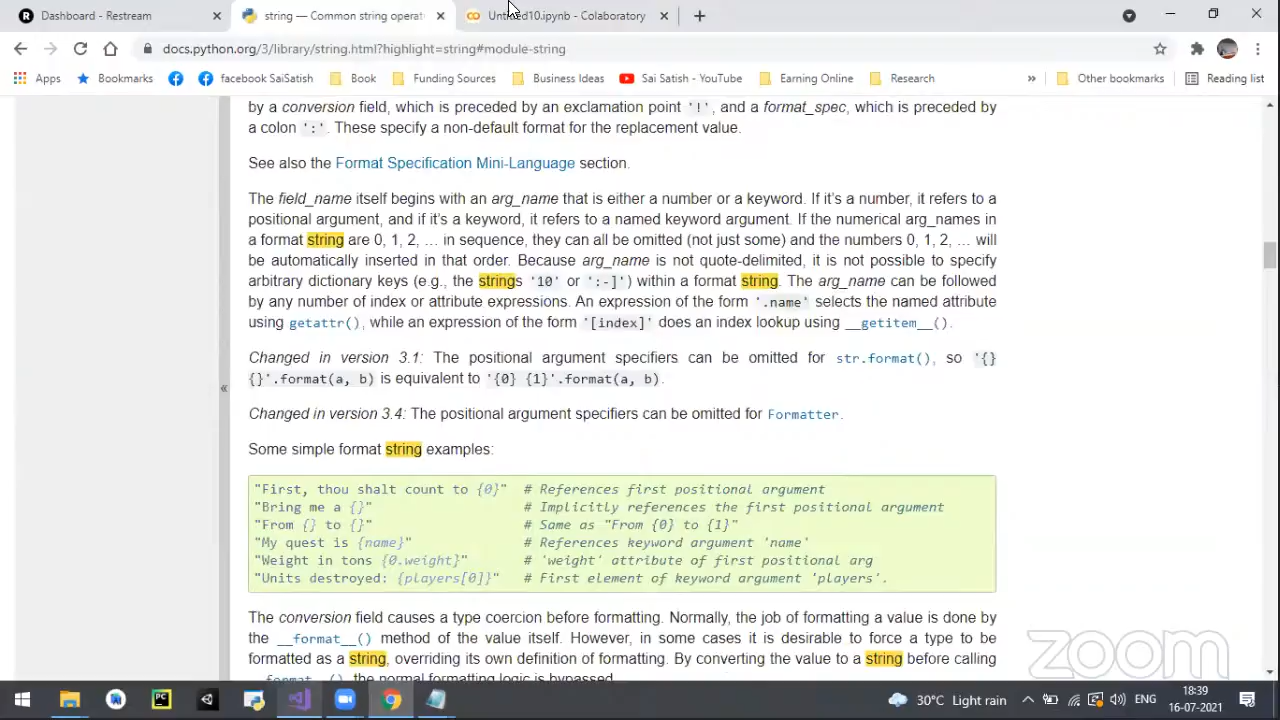 Dashboard - Restream
string — Common string operat
Untitled10.ipynb - Colaboratory
docs.python.org/3/library/string.html?highlight=string#module-string
Apps Bookmarks facebook SaiSatish Book Funding Sources Business Ideas Sai Satish - YouTube Earning Online Research » Other bookmarks Reading list
by a conversion field, which is preceded by an exclamation point '!', and a format_spec, which is preceded by
a colon ':'. These specify a non-default format for the replacement value.
See also the Format Specification Mini-Language section.
The field_name itself begins with an arg_name that is either a number or a keyword. If it's a number, it refers to a
positional argument, and if it's a keyword, it refers to a named keyword argument. If the numerical arg_names in
a format string are 0, 1, 2, … in sequence, they can all be omitted (not just some) and the numbers 0, 1, 2, … will
be automatically inserted in that order. Because arg_name is not quote-delimited, it is not possible to specify
arbitrary dictionary keys (e.g., the strings '10' or ':-]') within a format string. The arg_name can be followed
by any number of index or attribute expressions. An expression of the form '.name' selects the named attribute
using getattr(), while an expression of the form '[index]' does an index lookup using __getitem__().
Changed in version 3.1: The positional argument specifiers can be omitted for str.format(), so '{}
{}'.format(a, b) is equivalent to '{0} {1}'.format(a, b).
Changed in version 3.4: The positional argument specifiers can be omitted for Formatter.
Some simple format string examples:
"First, thou shalt count to {0}" # References first positional argument
"Bring me a {}" # Implicitly references the first positional argument
"From {} to {}" # Same as "From {0} to {1}"
"My quest is {name}" # References keyword argument 'name'
"Weight in tons {0.weight}" # 'weight' attribute of first positional arg
"Units destroyed: {players[0]}" # First element of keyword argument 'players'.
The conversion field causes a type coercion before formatting. Normally, the job of formatting a value is done by
the __format__() method of the value itself. However, in some cases it is desirable to force a type to be
formatted as a string, overriding its own definition of formatting. By converting the value to a string before calling
__format__(), the normal formatting logic is bypassed.
zoom
30°C Light rain ENG 18:39
16-07-2021